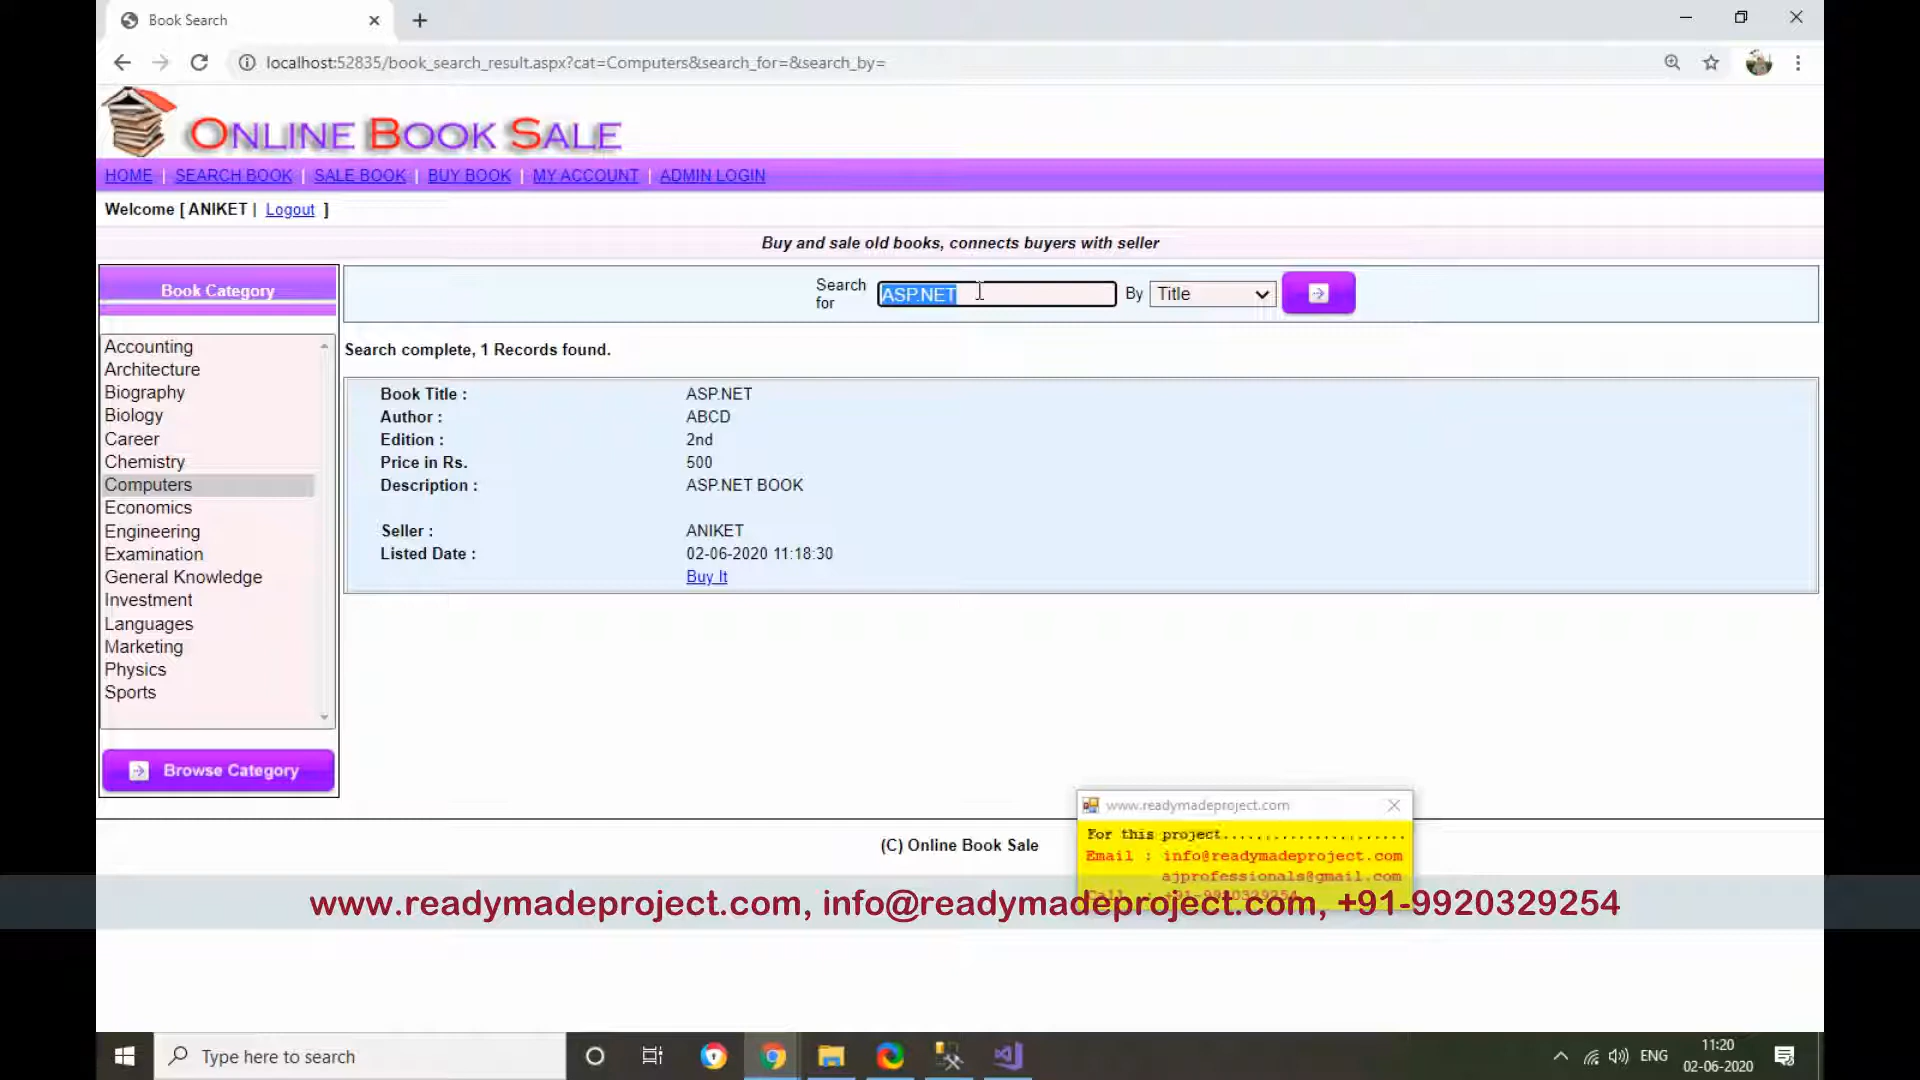 Book Search
localhost:52835/book_search_result.aspx?cat=Computers&search_for=&search_by=
ONLINE BOOK SALE
HOME | SEARCH BOOK | SALE BOOK | BUY BOOK | MY ACCOUNT | ADMIN LOGIN
Welcome [ ANIKET | Logout ]
Buy and sale old books, connects buyers with seller
Book Category
Search for ASP.NET By Title
Accounting
Architecture
Biography
Biology
Career
Chemistry
Computers
Economics
Engineering
Examination
General Knowledge
Investment
Languages
Marketing
Physics
Sports
Browse Category
Search complete, 1 Records found.
Book Title : ASP.NET
Author : ABCD
Edition : 2nd
Price in Rs. 500
Description : ASP.NET BOOK
Seller : ANIKET
Listed Date : 02-06-2020 11:18:30
Buy It
www.readymadeproject.com
For this project.......................
Email : info@readymadeproject.com
ajprofessionals@gmail.com
Call : +91-9920329254
(C) Online Book Sale
www.readymadeproject.com, info@readymadeproject.com, +91-9920329254
Type here to search
ENG
11:20
02-06-2020